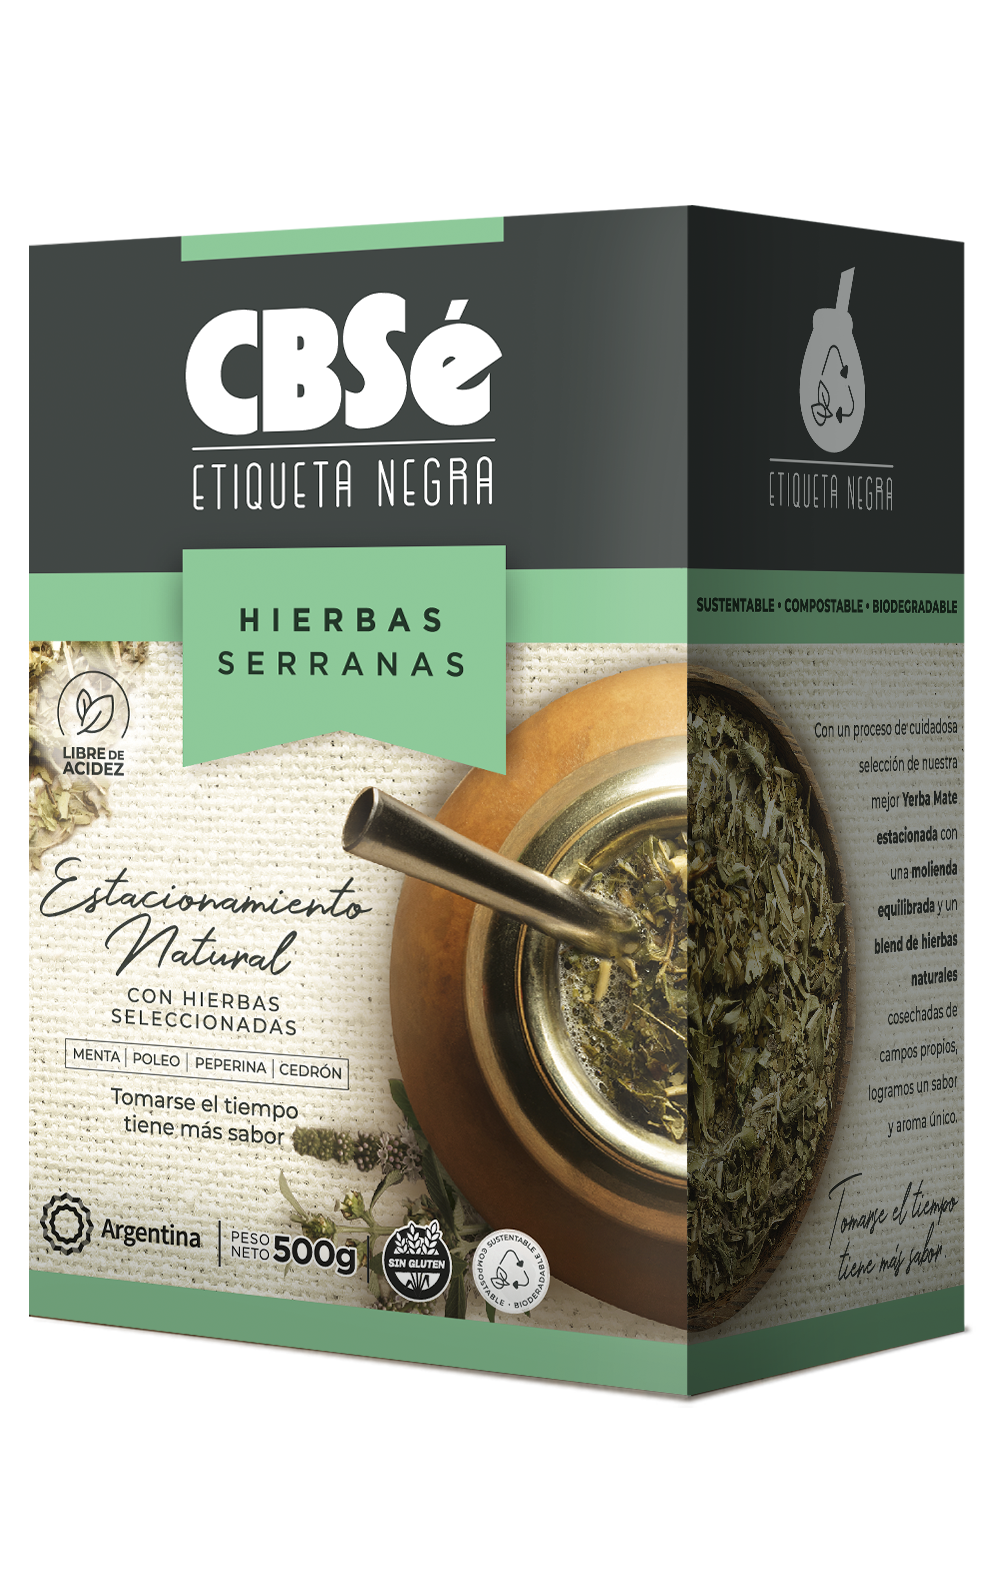 CBSé
ETIQUETA NEGRA
HIERBAS
SERRANAS
LIBRE DE
ACIDEZ
Estacionamiento
Natural
CON HIERBAS
SELECCIONADAS
MENTA | POLEO | PEPERINA | CEDRÓN
Tomarse el tiempo
tiene más sabor
Argentina
PESO
NETO 500g
SIN GLUTEN
SUSTENTABLE • BIODERADABLE • COMPOSTABLE
ETIQUETA NEGRA
SUSTENTABLE • COMPOSTABLE • BIODEGRADABLE
Con un proceso de cuidadosa
selección de nuestra
mejor Yerba Mate
estacionada con
una molienda
equilibrada y un
blend de hierbas
naturales
cosechadas de
campos propios,
logramos un sabor
y aroma único.
Tomarse el tiempo
tiene más sabor